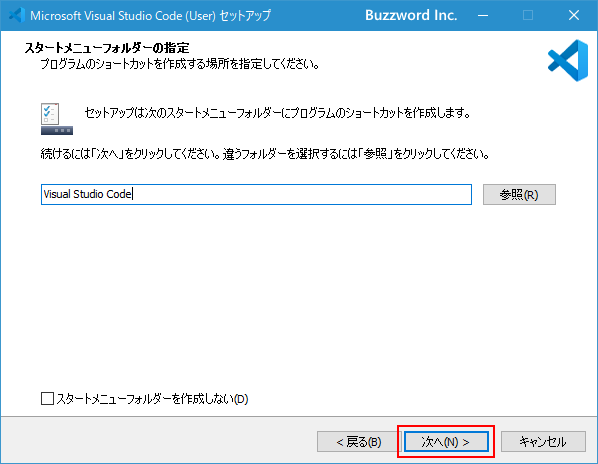 Microsoft Visual Studio Code (User) セットアップ Buzzword Inc.
スタートメニューフォルダーの指定
プログラムのショートカットを作成する場所を指定してください。
セットアップは次のスタートメニューフォルダーにプログラムのショートカットを作成します。
続けるには「次へ」をクリックしてください。違うフォルダーを選択するには「参照」をクリックしてください。
Visual Studio Code 参照(R)
スタートメニューフォルダーを作成しない(D)
< 戻る(B) 次へ(N) > キャンセル